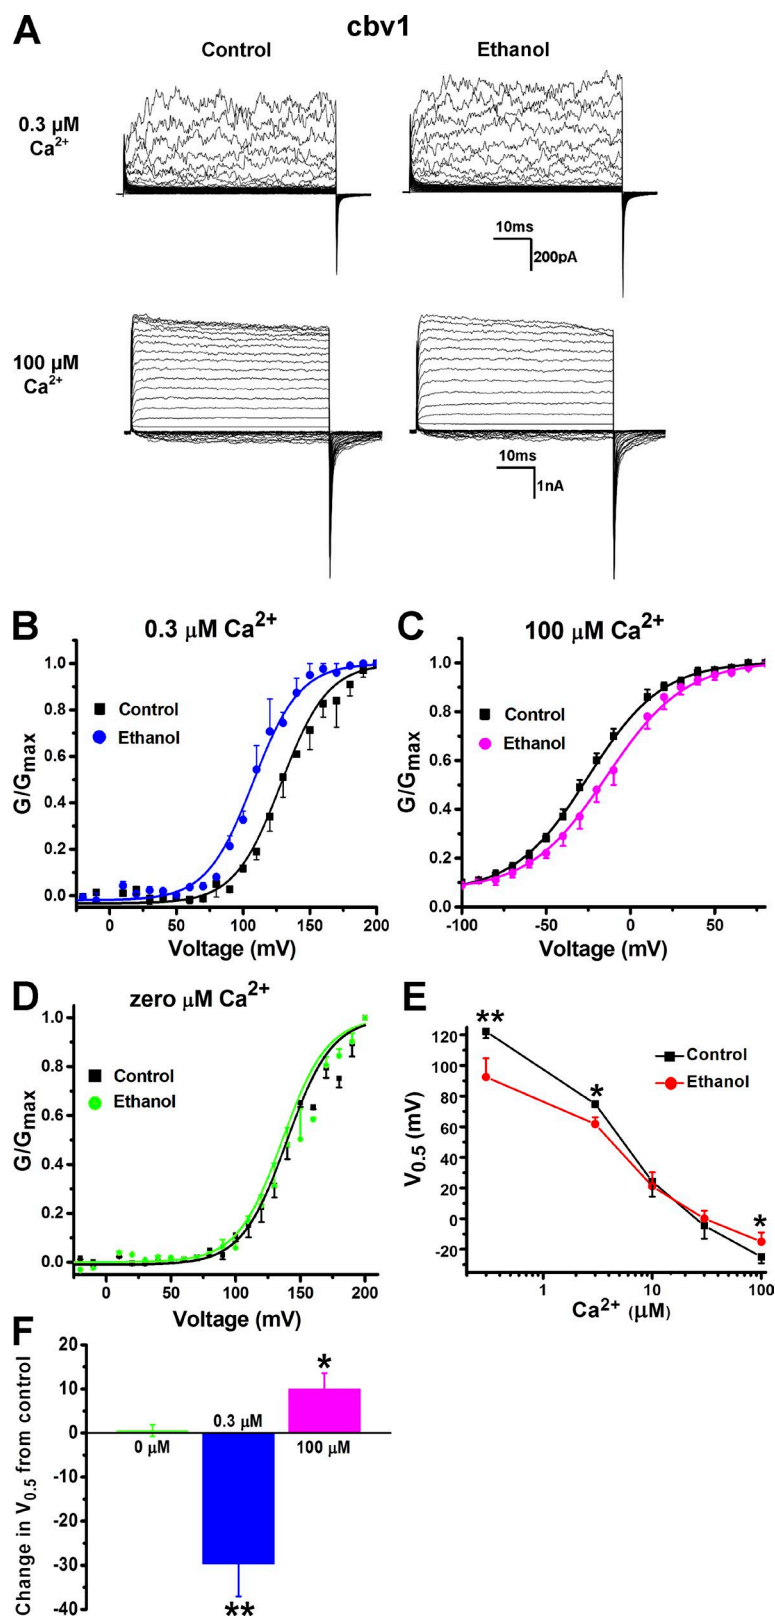 A
cbv1
Control
Ethanol
0.3 µM
Ca2+
10ms
200pA
100 µM
Ca2+
10ms
1nA
B
0.3 µM Ca2+
1.0
0.8
0.6
0.4
0.2
0.0
G/Gmax
Control
Ethanol
0 50 100 150 200
Voltage (mV)
C
100 µM Ca2+
1.0
0.8
0.6
0.4
0.2
0.0
G/Gmax
Control
Ethanol
-100 -50 0 50
Voltage (mV)
D
zero µM Ca2+
1.0
0.8
0.6
0.4
0.2
0.0
G/Gmax
Control
Ethanol
0 50 100 150 200
Voltage (mV)
E
120
100
80
60
40
20
0
-20
V0.5 (mV)
**
*
*
Control
Ethanol
1 10 100
Ca2+ (µM)
F
20
10
0
-10
-20
-30
-40
Change in V0.5 from control
0 µM
0.3 µM
100 µM
*
**